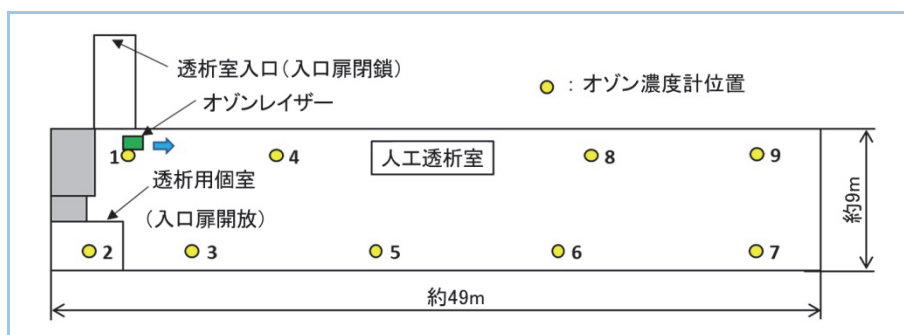 透析室入口(入口扉閉鎖)
オゾンレイザー
：オゾン濃度計位置
1
4
人工透析室
8
9
透析用個室
(入口扉開放)
2
3
5
6
7
約9m
約49m